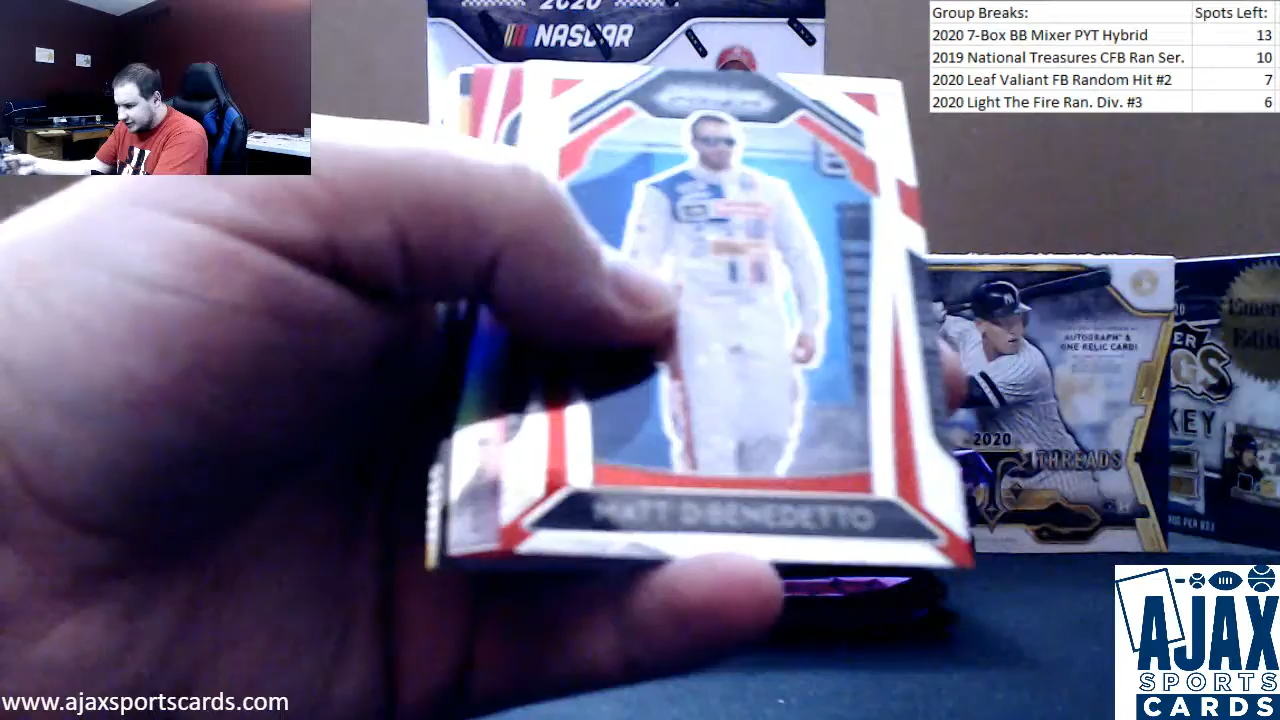 2020
NASCAR
Group Breaks: Spots Left:
2020 7-Box BB Mixer PYT Hybrid 13
2019 National Treasures CFB Ran Ser. 10
2020 Leaf Valiant FB Random Hit #2 7
2020 Light The Fire Ran. Div. #3 6
MATT DIBENEDETTO
AUTOGRAPH &
ONE RELIC CARD!
2020
THREADS
KEY
www.ajaxsportscards.com
AJAX
SPORTS
CARDS